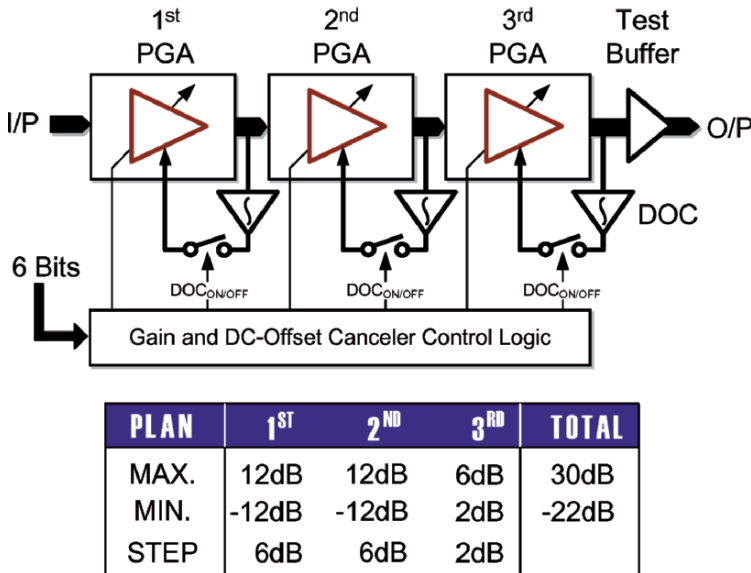 1st PGA
2nd PGA
3rd PGA
Test Buffer
I/P
O/P
∫
∫
∫
DOC
6 Bits
DOCON/OFF
DOCON/OFF
DOCON/OFF
Gain and DC-Offset Canceler Control Logic
PLAN 1ST 2ND 3RD TOTAL
MAX. 12dB 12dB 6dB 30dB
MIN. -12dB -12dB 2dB -22dB
STEP 6dB 6dB 2dB